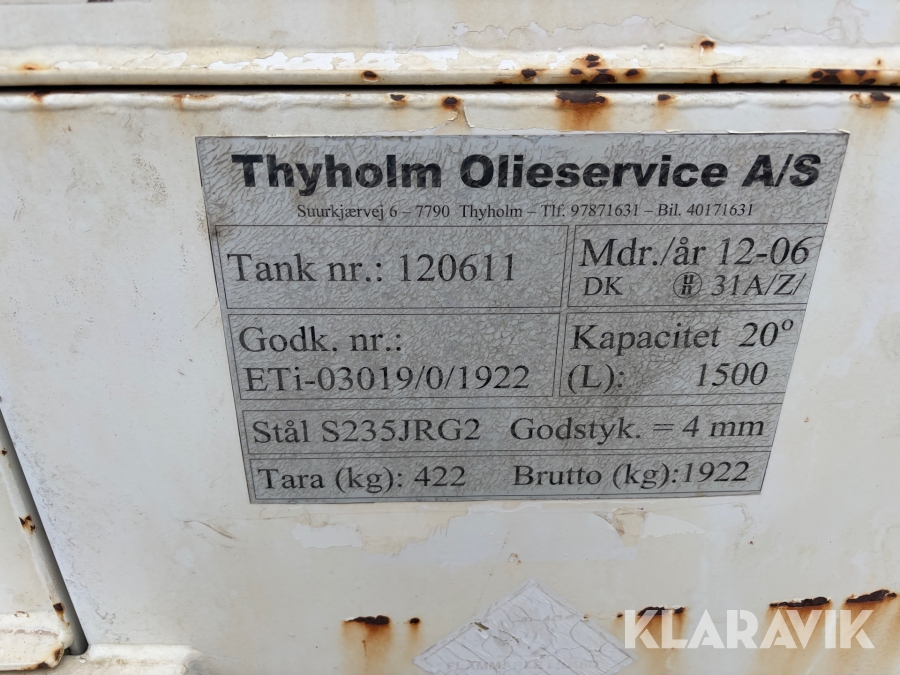 Thyholm Olieservice A/S
Suurkjærvej 6 – 7790 Thyholm – Tlf. 97871631 – Bil. 40171631
Tank nr.: 120611
Mdr./år 12-06
DK 31A/Z/
Godk. nr.:
ETi-03019/0/1922
Kapacitet 20°
(L): 1500
Stål S235JRG2 Godstyk. = 4 mm
Tara (kg): 422 Brutto (kg):1922
KLARAVIK